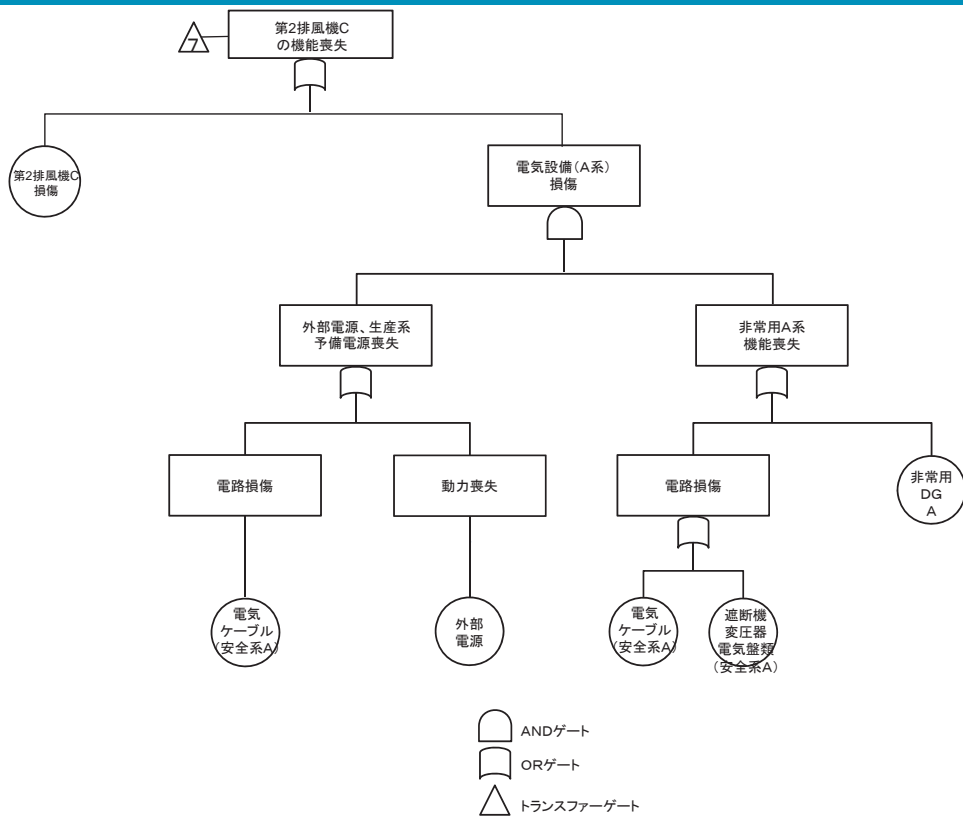 7
第2排風機C
の機能喪失
第2排風機C
損傷
電気設備(A系)
損傷
外部電源、生産系
予備電源喪失
非常用A系
機能喪失
電路損傷
動力喪失
電路損傷
非常用
DG
A
電気
ケーブル
(安全系A)
外部
電源
電気
ケーブル
(安全系A)
遮断機
変圧器
電気盤類
(安全系A)
ANDゲート
ORゲート
トランスファーゲート